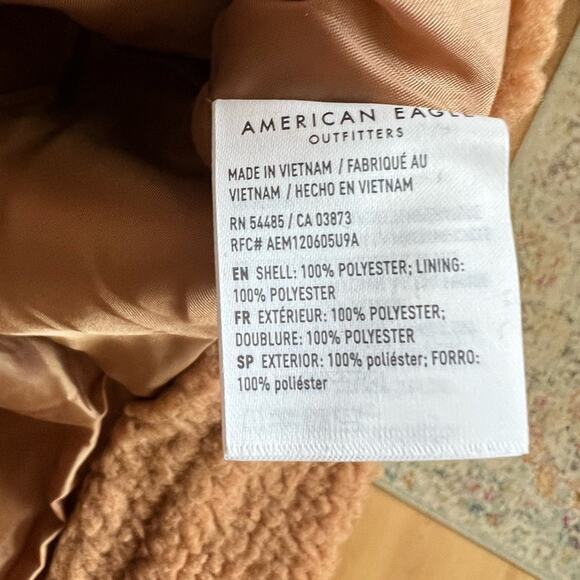 AMERICAN EAGLE
OUTFITTERS
MADE IN VIETNAM / FABRIQUÉ AU
VIETNAM / HECHO EN VIETNAM
RN 54485 / CA 03873
RFC# AEM120605U9A
EN SHELL: 100% POLYESTER; LINING:
100% POLYESTER
FR EXTÉRIEUR: 100% POLYESTER;
DOUBLURE: 100% POLYESTER
SP EXTERIOR: 100% poliéster; FORRO:
100% poliéster